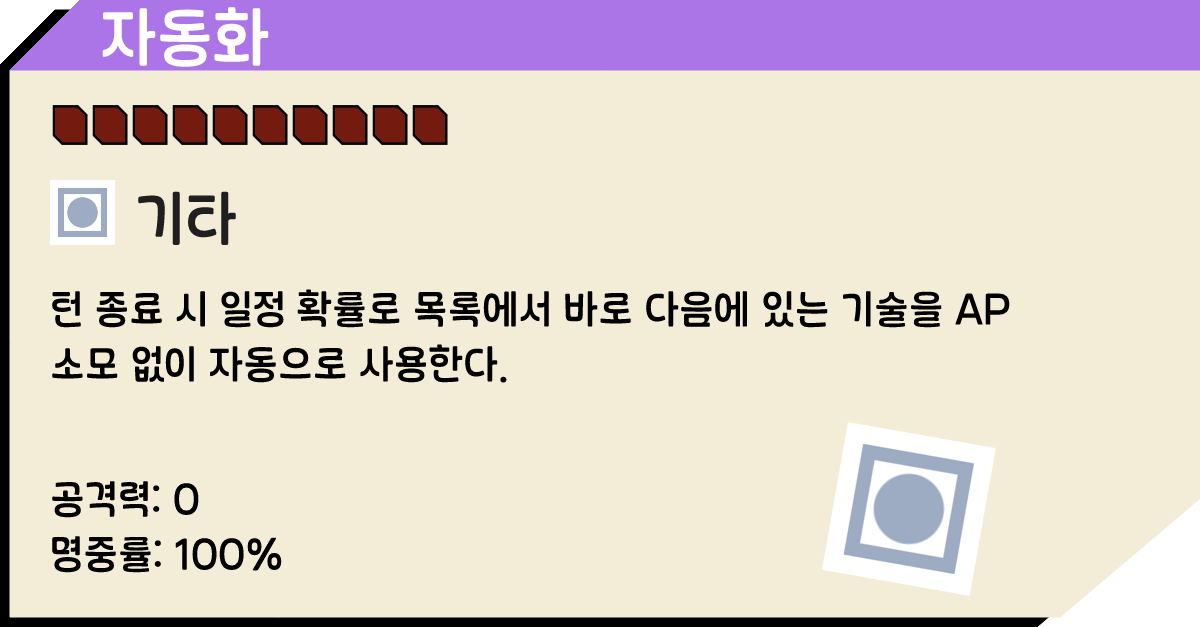 자동화
기타
턴 종료 시 일정 확률로 목록에서 바로 다음에 있는 기술을 AP
소모 없이 자동으로 사용한다.
공격력: 0
명중률: 100%